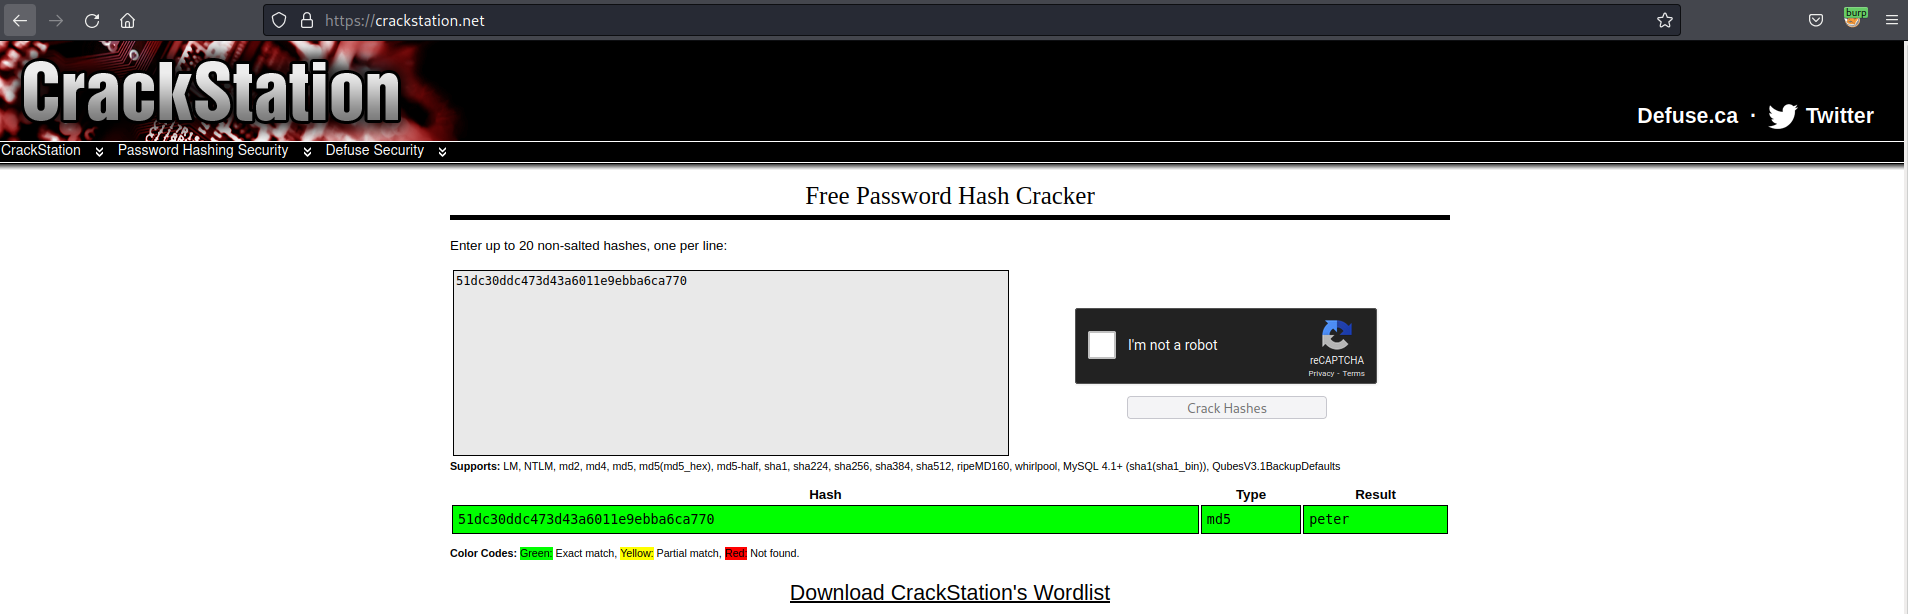 https://crackstation.net
burp
CrackStation
Defuse.ca · Twitter
CrackStation Password Hashing Security Defuse Security
Free Password Hash Cracker
Enter up to 20 non-salted hashes, one per line:
51dc30ddc473d43a6011e9ebba6ca770
I'm not a robot
reCAPTCHA
Privacy - Terms
Crack Hashes
Supports: LM, NTLM, md2, md4, md5, md5(md5_hex), md5-half, sha1, sha224, sha256, sha384, sha512, ripeMD160, whirlpool, MySQL 4.1+ (sha1(sha1_bin)), QubesV3.1BackupDefaults
Hash Type Result
51dc30ddc473d43a6011e9ebba6ca770 md5 peter
Color Codes: Green: Exact match, Yellow: Partial match, Red: Not found.
Download CrackStation's Wordlist